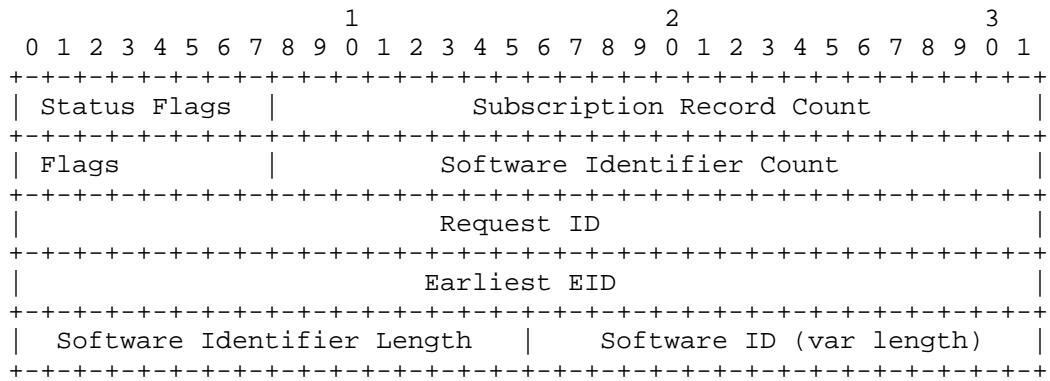 1                   2                   3
 0 1 2 3 4 5 6 7 8 9 0 1 2 3 4 5 6 7 8 9 0 1 2 3 4 5 6 7 8 9 0 1
+-+-+-+-+-+-+-+-+-+-+-+-+-+-+-+-+-+-+-+-+-+-+-+-+-+-+-+-+-+-+-+-+
| Status Flags  |            Subscription Record Count          |
+-+-+-+-+-+-+-+-+-+-+-+-+-+-+-+-+-+-+-+-+-+-+-+-+-+-+-+-+-+-+-+-+
| Flags         |          Software Identifier Count            |
+-+-+-+-+-+-+-+-+-+-+-+-+-+-+-+-+-+-+-+-+-+-+-+-+-+-+-+-+-+-+-+-+
|                          Request ID                           |
+-+-+-+-+-+-+-+-+-+-+-+-+-+-+-+-+-+-+-+-+-+-+-+-+-+-+-+-+-+-+-+-+
|                         Earliest EID                          |
+-+-+-+-+-+-+-+-+-+-+-+-+-+-+-+-+-+-+-+-+-+-+-+-+-+-+-+-+-+-+-+-+
|  Software Identifier Length   |    Software ID (var length)   |
+-+-+-+-+-+-+-+-+-+-+-+-+-+-+-+-+-+-+-+-+-+-+-+-+-+-+-+-+-+-+-+-+